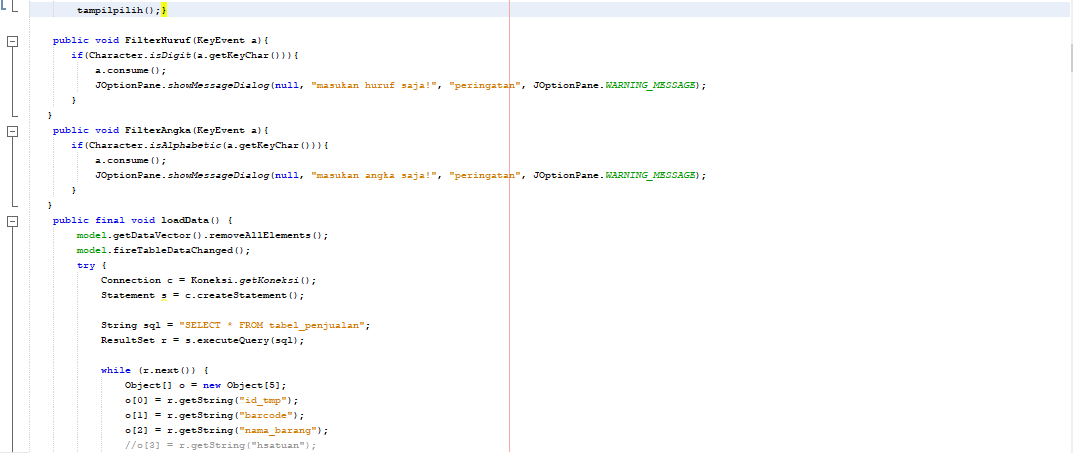 tampilpilih();}
public void FilterHuruf(KeyEvent a){
if(Character.isDigit(a.getKeyChar())){
a.consume();
JOptionPane.showMessageDialog(null, "masukan huruf saja!", "peringatan", JOptionPane.WARNING_MESSAGE);
}
}
public void FilterAngka(KeyEvent a){
if(Character.isAlphabetic(a.getKeyChar())){
a.consume();
JOptionPane.showMessageDialog(null, "masukan angka saja!", "peringatan", JOptionPane.WARNING_MESSAGE);
}
}
public final void loadData() {
model.getDataVector().removeAllElements();
model.fireTableDataChanged();
try {
Connection c = Koneksi.getKoneksi();
Statement s = c.createStatement();
String sql = "SELECT * FROM tabel_penjualan";
ResultSet r = s.executeQuery(sql);
while (r.next()) {
Object[] o = new Object[5];
o[0] = r.getString("id_tmp");
o[1] = r.getString("barcode");
o[2] = r.getString("nama_barang");
//o[3] = r.getString("hsatuan");